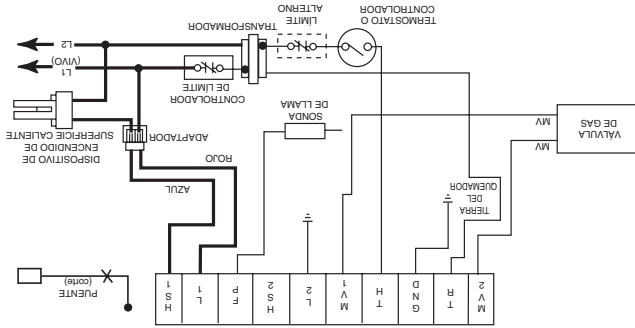 MV2
TR
GND
TH
MV1
L2
HS2
FP
L1
HS1
PUENTE
(corte)
TIERRA
DEL
QUEMADOR
AZUL
ROJO
MV
VÁLVULA
DE GAS
MV
SONDA
DE LLAMA
ADAPTADOR
DISPOSITIVO DE
ENCENDIDO DE
SUPERFICIE CALIENTE
CONTROLADOR
DE LÍMITE
L1
(VIVO)
L2
TERMOSTATO O
CONTROLADOR
LÍMITE
ALTERNO
TRANSFORMADOR